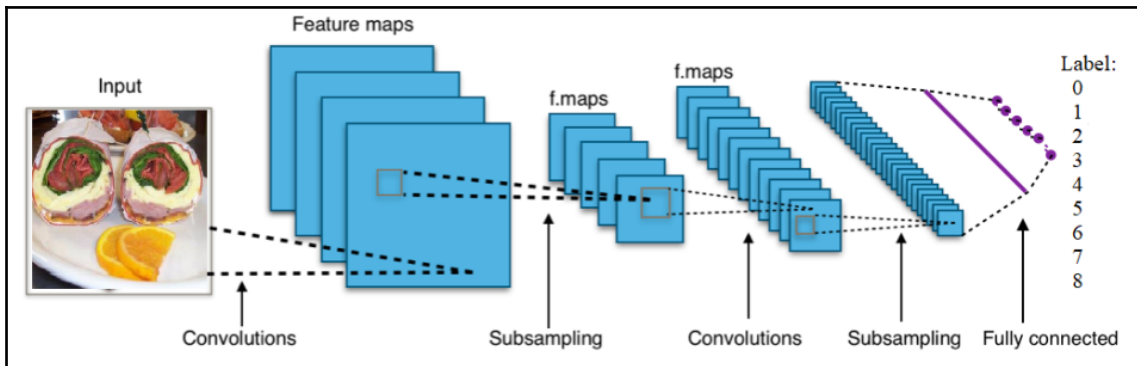 Feature maps
Input
f.maps
f.maps
Label:
0
1
2
3
4
5
6
7
8
Convolutions
Subsampling
Convolutions
Subsampling
Fully connected